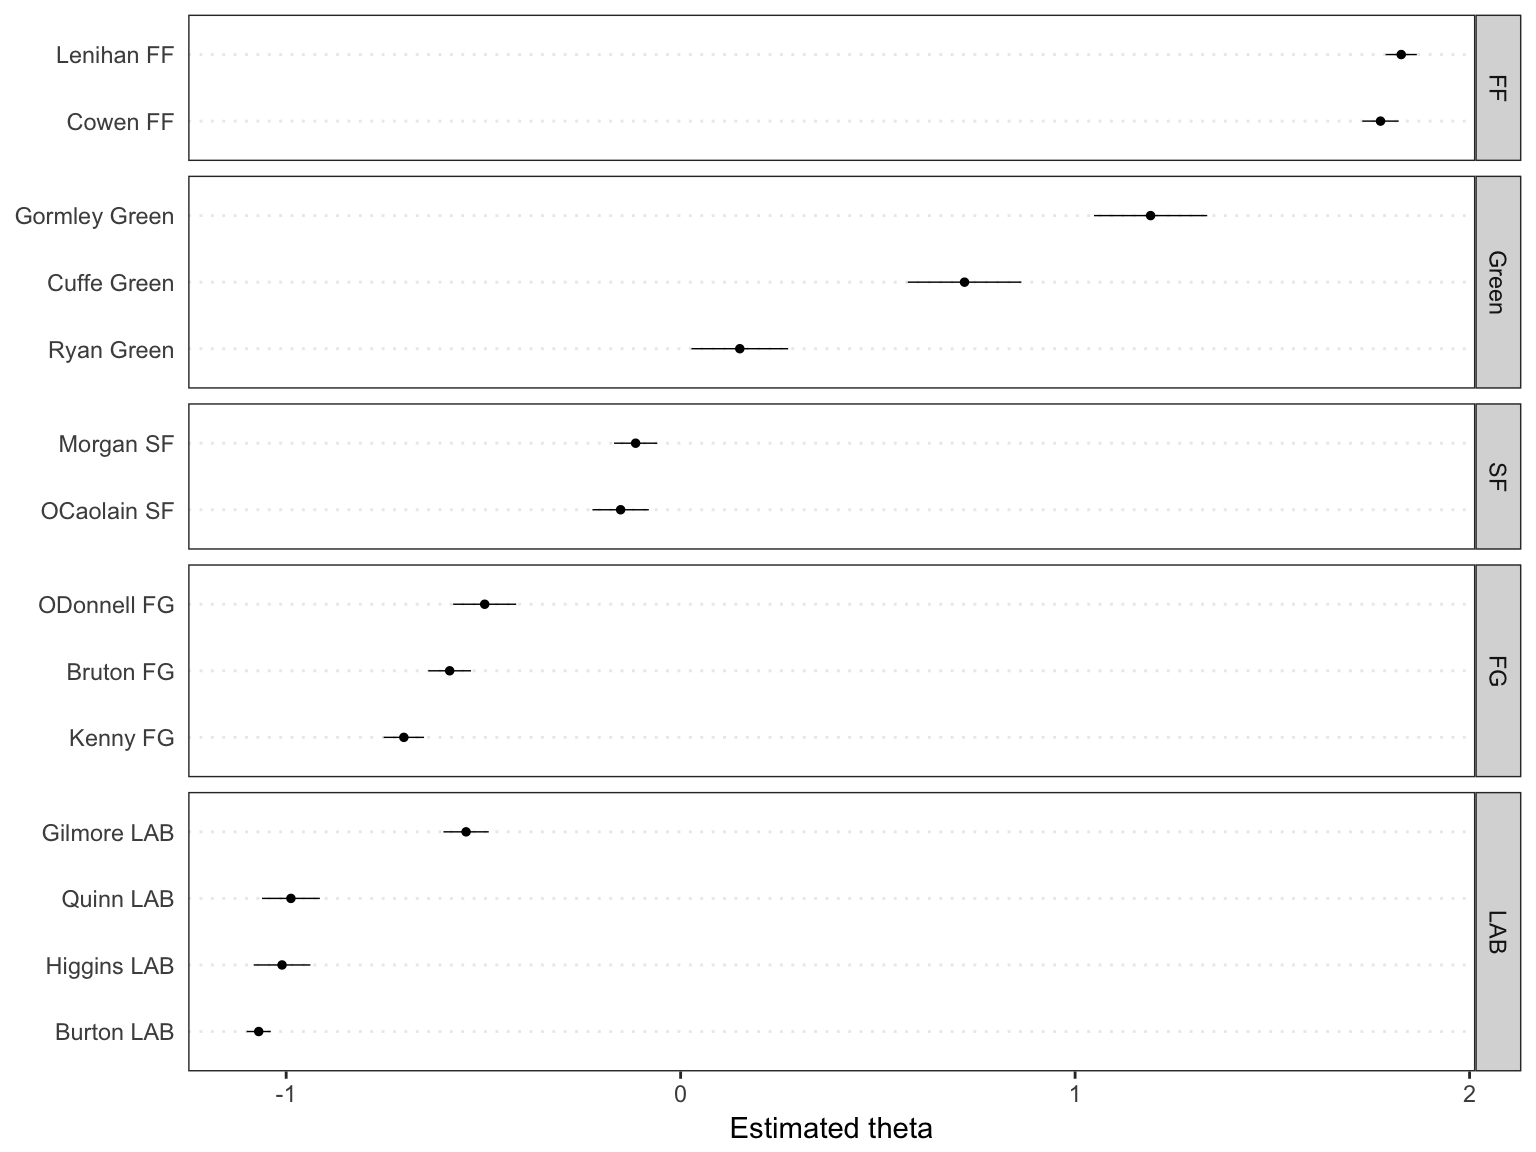 Lenihan FF
Cowen FF
FF
Gormley Green
Cuffe Green
Ryan Green
Green
Morgan SF
OCaolain SF
SF
ODonnell FG
Bruton FG
Kenny FG
FG
Gilmore LAB
Quinn LAB
Higgins LAB
Burton LAB
LAB
-1 0 1 2
Estimated theta